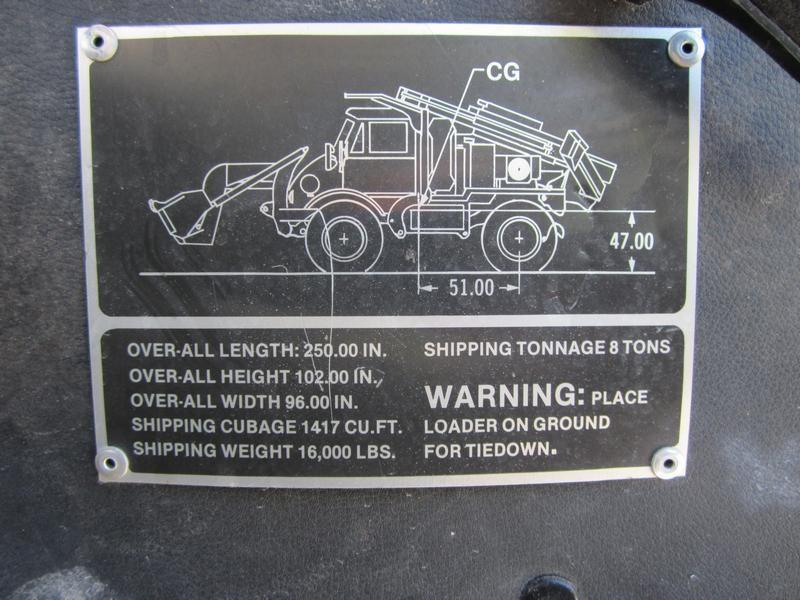 CG
47.00
51.00
OVER-ALL LENGTH: 250.00 IN.
OVER-ALL HEIGHT 102.00 IN.
OVER-ALL WIDTH 96.00 IN.
SHIPPING CUBAGE 1417 CU.FT.
SHIPPING WEIGHT 16,000 LBS.
SHIPPING TONNAGE 8 TONS
WARNING: PLACE
LOADER ON GROUND
FOR TIEDOWN.